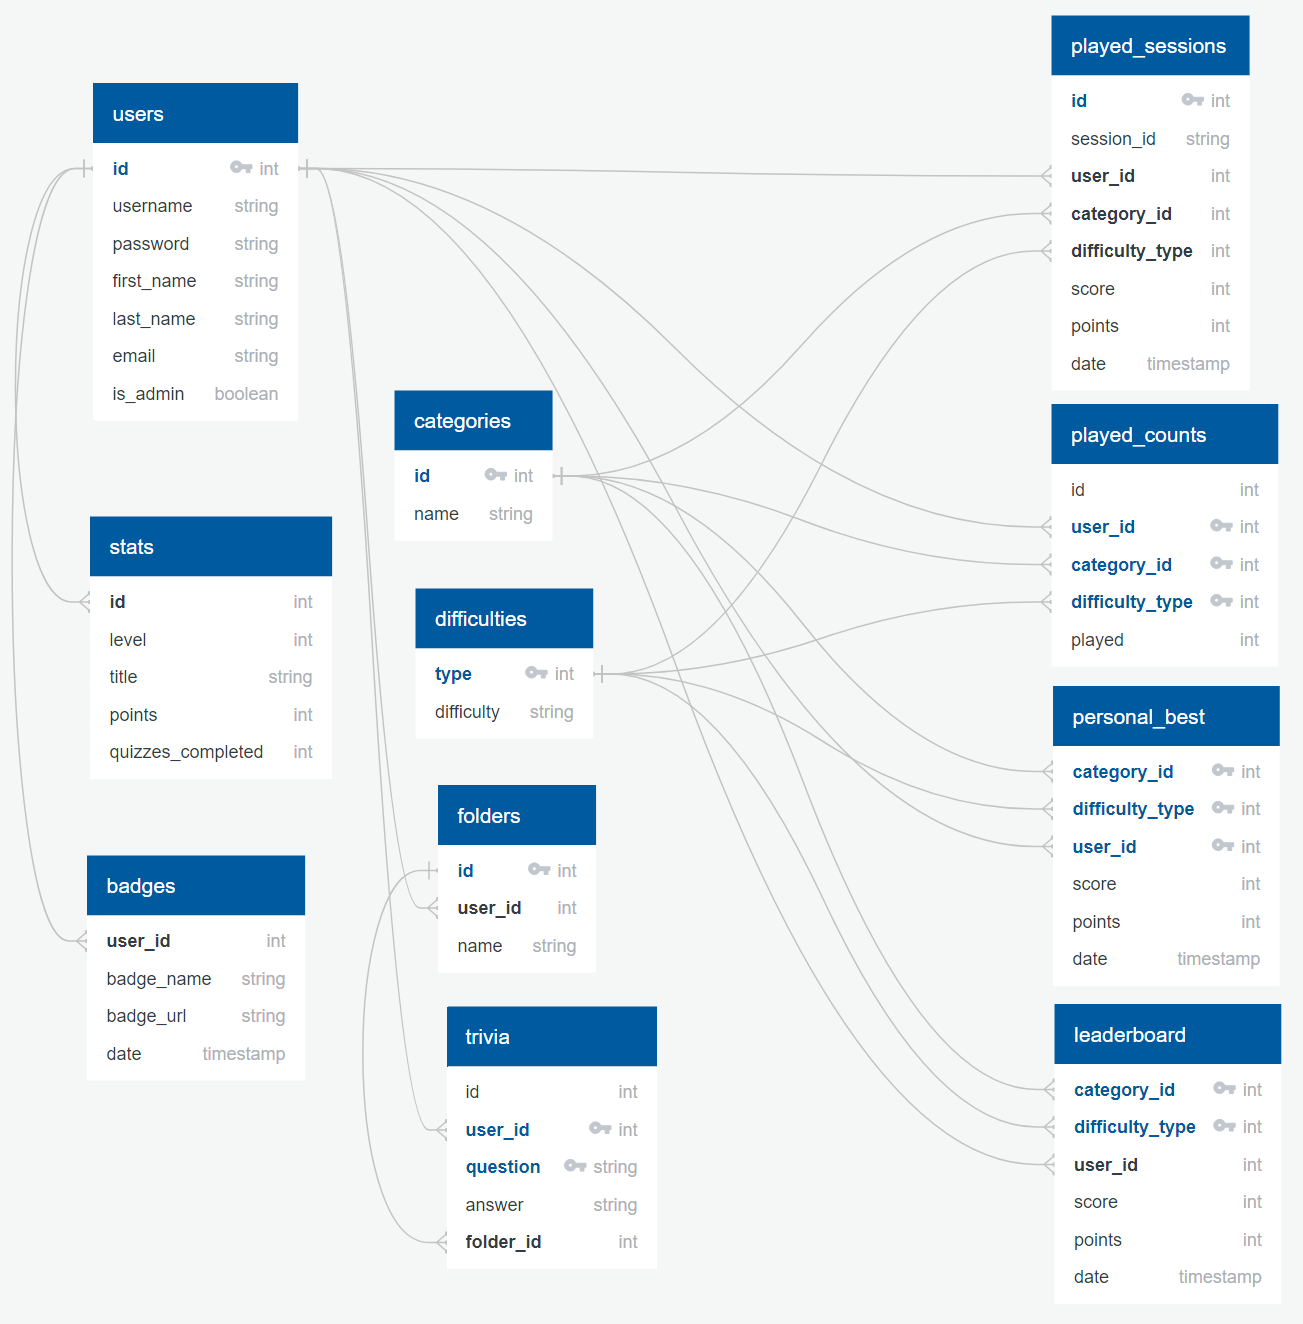 users
id int
username string
password string
first_name string
last_name string
email string
is_admin boolean
stats
id int
level int
title string
points int
quizzes_completed int
badges
user_id int
badge_name string
badge_url string
date timestamp
categories
id int
name string
difficulties
type int
difficulty string
folders
id int
user_id int
name string
trivia
id int
user_id int
question string
answer string
folder_id int
played_sessions
id int
session_id string
user_id int
category_id int
difficulty_type int
score int
points int
date timestamp
played_counts
id int
user_id int
category_id int
difficulty_type int
played int
personal_best
category_id int
difficulty_type int
user_id int
score int
points int
date timestamp
leaderboard
category_id int
difficulty_type int
user_id int
score int
points int
date timestamp